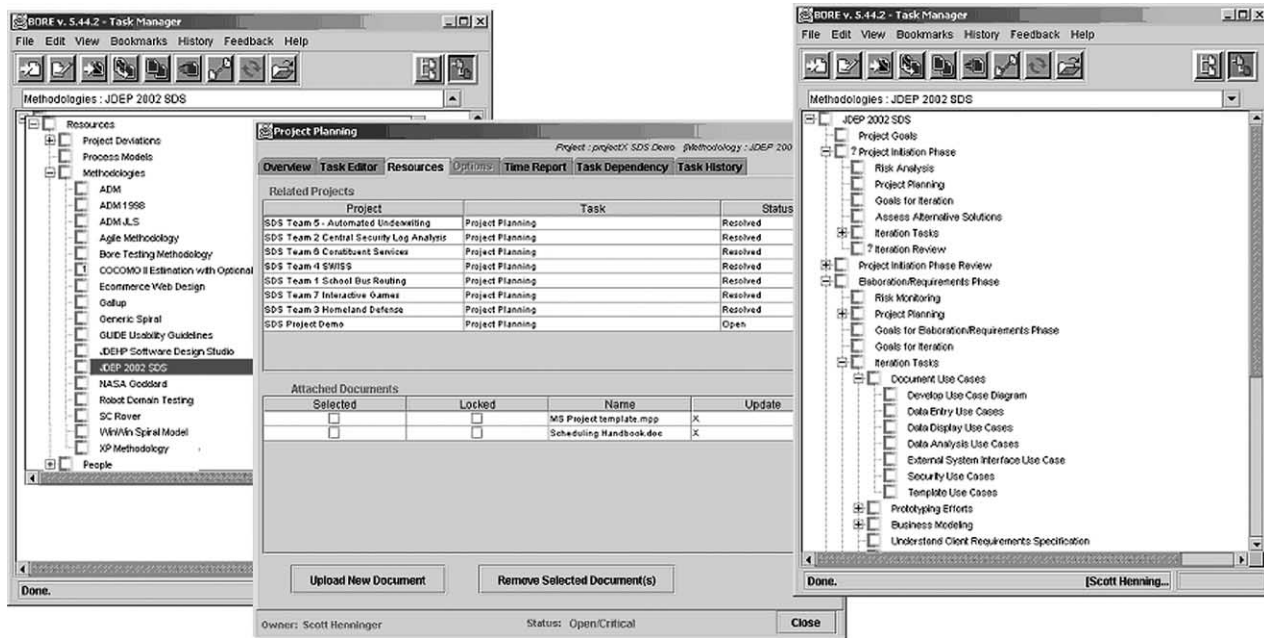 BORE v. 5.44.2 - Task Manager
File Edit View Bookmarks History Feedback Help
Methodologies : JDEP 2002 SDS
Resources
Project Deviations
Process Models
Methodologies
ADM
ADM 1998
ADM JLS
Agile Methodology
Bore Testing Methodology
COCOMO II Estimation with Optional
Ecommerce Web Design
Gallup
Generic Spiral
GUIDE Usability Guidelines
JDEHP Software Design Studio
JDEP 2002 SDS
NASA Goddard
Robot Domain Testing
SC Rover
WinWin Spiral Model
XP Methodology
People
Done.
Project Planning
Project : projectX SDS Demo (Methodology : JDEP 200
Overview Task Editor Resources Options Time Report Task Dependency Task History
Related Projects
Project Task Status
SDS Team 5 - Automated Underwriting Project Planning Resolved
SDS Team 2 Central Security Log Analysis Project Planning Resolved
SDS Team 6 Constituent Services Project Planning Resolved
SDS Team 4 SWISS Project Planning Resolved
SDS Team 1 School Bus Routing Project Planning Resolved
SDS Team 7 Interactive Games Project Planning Resolved
SDS Team 3 Homeland Defense Project Planning Resolved
SDS Project Demo Project Planning Open
Attached Documents
Selected Locked Name Update
MS Project template.mpp X
Scheduling Handbook.doc X
Upload New Document Remove Selected Document(s)
Owner: Scott Henninger Status: Open/Critical Close
BORE v. 5.44.2 - Task Manager
File Edit View Bookmarks History Feedback Help
Methodologies : JDEP 2002 SDS
JDEP 2002 SDS
Project Goals
? Project Initiation Phase
Risk Analysis
Project Planning
Goals for Iteration
Assess Alternative Solutions
Iteration Tasks
? Iteration Review
Project Initiation Phase Review
Elaboration/Requirements Phase
Risk Monitoring
Project Planning
Goals for Elaboration/Requirements Phase
Goals for Iteration
Iteration Tasks
Document Use Cases
Develop Use Case Diagram
Data Entry Use Cases
Data Display Use Cases
Data Analysis Use Cases
External System Interface Use Case
Security Use Cases
Template Use Cases
Prototyping Efforts
Business Modeling
Understand Client Requirements Specification
Done. [Scott Henning...